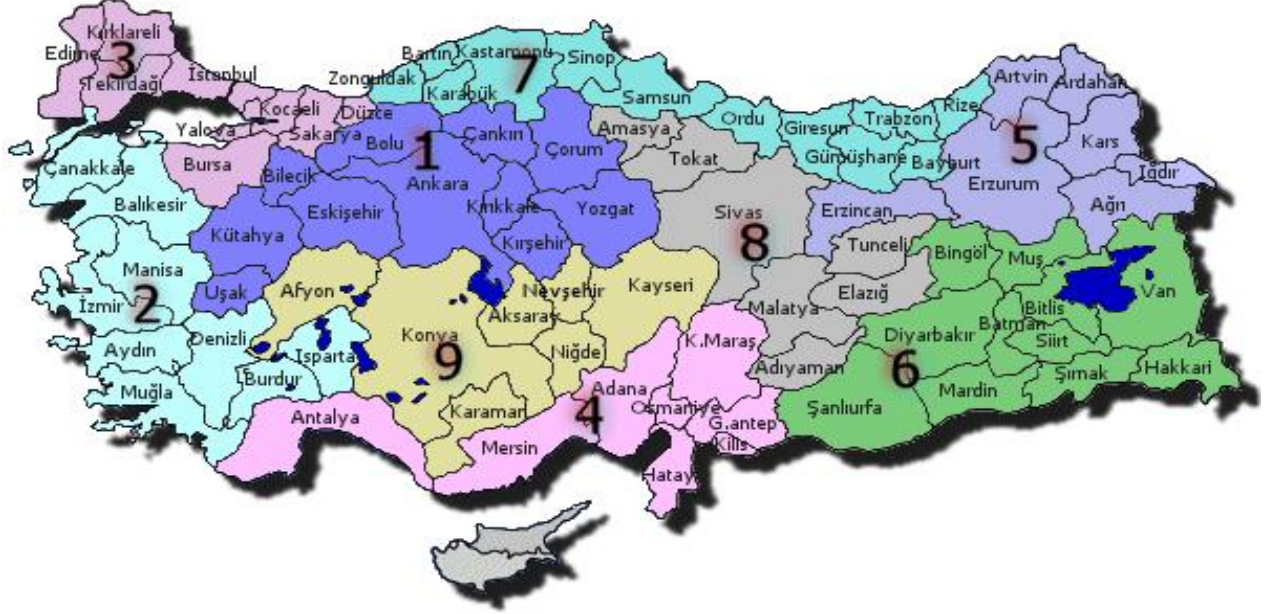 Kırklareli
3
Edirne
Tekirdağı
İstanbul
Kocaeli
Yalova
Sakarya
Düzce
Bursa
Zonguldak
Bartın
Kastamonu
7
Karabük
Sinop
Samsun
Ordu
Giresun
Trabzon
Rize
Gümüşhane
Bayburt
Artvin
Ardahan
5
Kars
Erzurum
Iğdır
Ağrı
Erzincan
Bolu
1
Çankırı
Çorum
Bilecik
Eskişehir
Ankara
Kırıkkale
Yozgat
Kırşehir
Kütahya
Uşak
Amasya
Tokat
Sivas
8
Tunceli
Malatya
Elazığ
Adıyaman
Çanakkale
Balıkesir
Manisa
İzmir
2
Aydın
Denizli
Muğla
Burdur
Isparta
Afyon
Konya
9
Aksaray
Nevşehir
Kayseri
Niğde
Karaman
Antalya
Mersin
4
Adana
Osmaniye
K.Maraş
G.antep
Kilis
Hatay
Bingöl
Muş
Van
Bitlis
Batman
Siirt
Diyarbakır
6
Mardin
Şırnak
Hakkari
Şanlıurfa